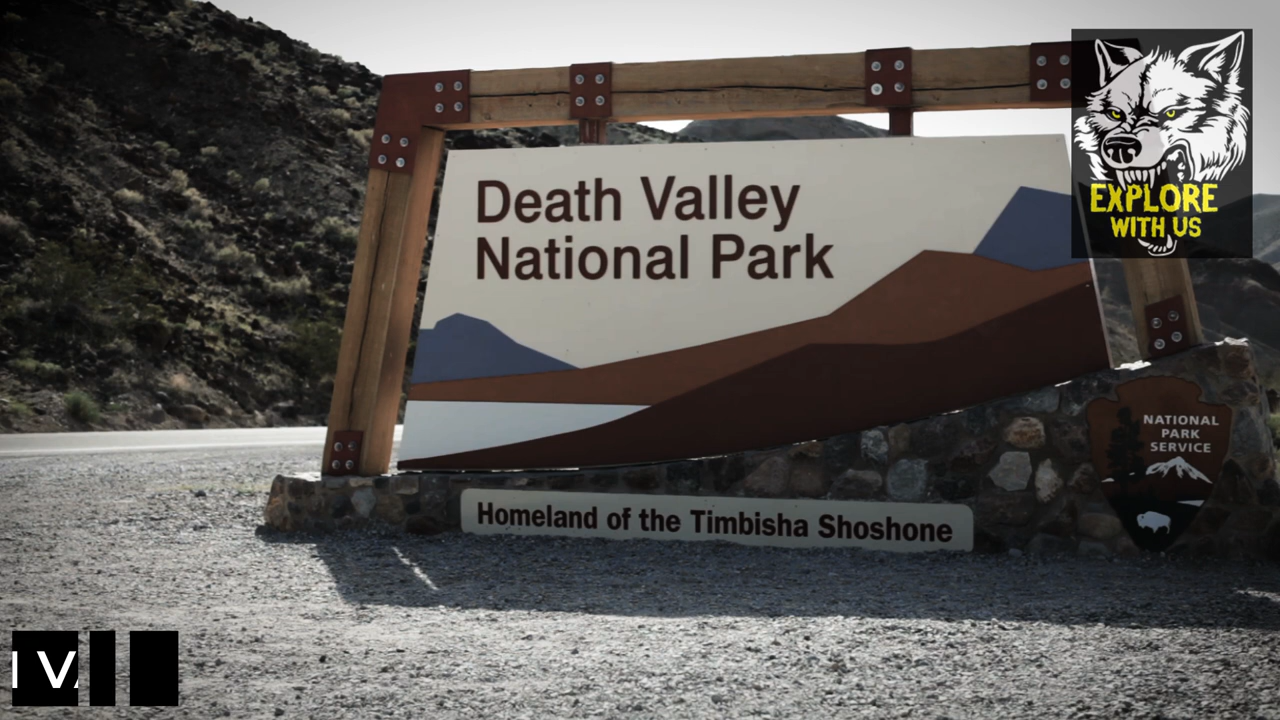 Death Valley
National Park
EXPLORE
WITH US
NATIONAL
PARK
SERVICE
Homeland of the Timbisha Shoshone